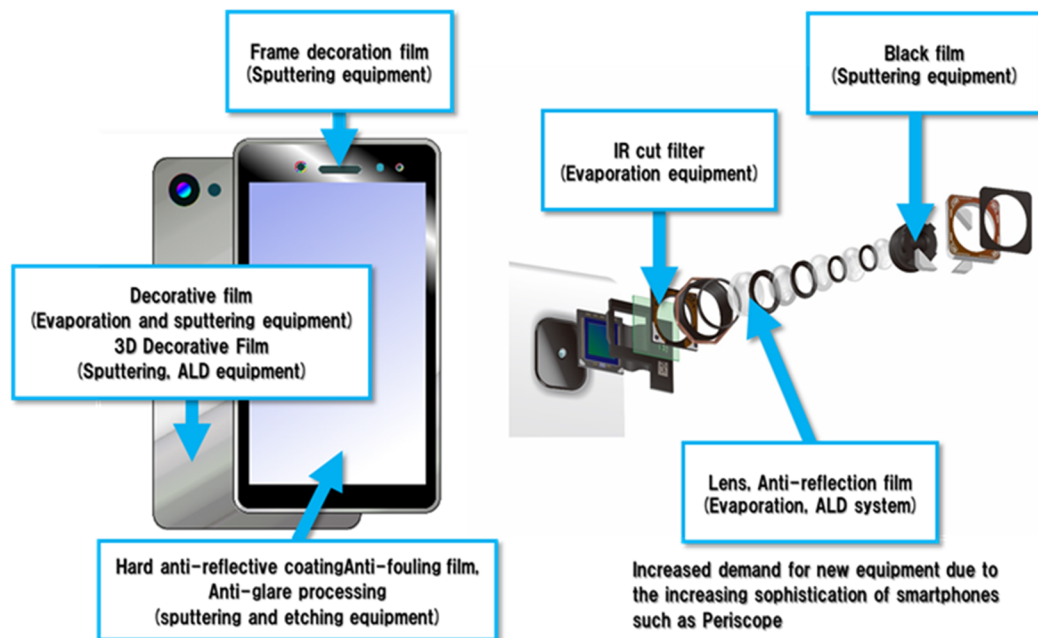 Frame decoration film
(Sputtering equipment)
Black film
(Sputtering equipment)
IR cut filter
(Evaporation equipment)
Decorative film
(Evaporation and sputtering equipment)
3D Decorative Film
(Sputtering, ALD equipment)
Lens, Anti-reflection film
(Evaporation, ALD system)
Hard anti-reflective coatingAnti-fouling film,
Anti-glare processing
(sputtering and etching equipment)
Increased demand for new equipment due to
the increasing sophistication of smartphones
such as Periscope